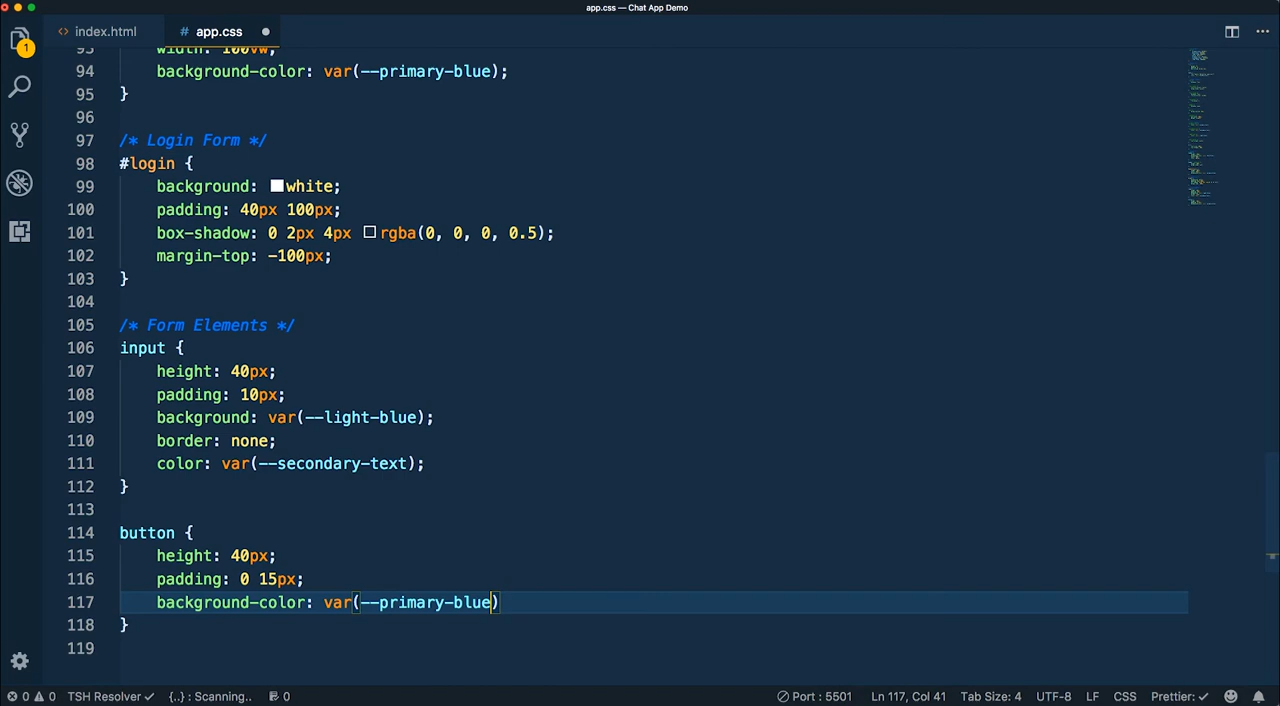 app.css — Chat App Demo
<> index.html # app.css
1
93 width: 100vw;
94 background-color: var(--primary-blue);
95 }
96
97 /* Login Form */
98 #login {
99 background: white;
100 padding: 40px 100px;
101 box-shadow: 0 2px 4px rgba(0, 0, 0, 0.5);
102 margin-top: -100px;
103 }
104
105 /* Form Elements */
106 input {
107 height: 40px;
108 padding: 10px;
109 background: var(--light-blue);
110 border: none;
111 color: var(--secondary-text);
112 }
113
114 button {
115 height: 40px;
116 padding: 0 15px;
117 background-color: var(--primary-blue)
118 }
119
0 0 TSH Resolver ✓ {..} : Scanning.. 0 Port : 5501 Ln 117, Col 41 Tab Size: 4 UTF-8 LF CSS Prettier: ✓